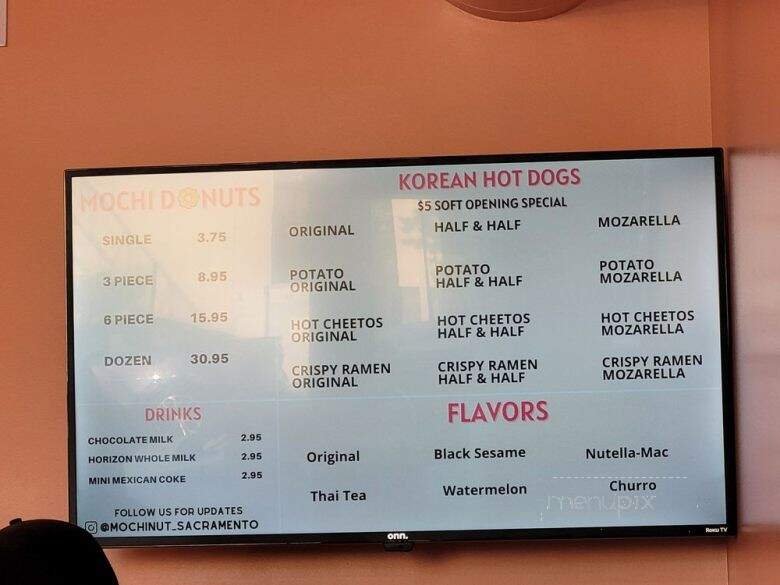 MOCHI DONUTS
SINGLE 3.75
3 PIECE 8.95
6 PIECE 15.95
DOZEN 30.95
KOREAN HOT DOGS
$5 SOFT OPENING SPECIAL
ORIGINAL
HALF & HALF
MOZARELLA
POTATO
ORIGINAL
POTATO
HALF & HALF
POTATO
MOZARELLA
HOT CHEETOS
ORIGINAL
HOT CHEETOS
HALF & HALF
HOT CHEETOS
MOZARELLA
CRISPY RAMEN
ORIGINAL
CRISPY RAMEN
HALF & HALF
CRISPY RAMEN
MOZARELLA
DRINKS
CHOCOLATE MILK 2.95
HORIZON WHOLE MILK 2.95
MINI MEXICAN COKE 2.95
FOLLOW US FOR UPDATES
@MOCHINUT_SACRAMENTO
FLAVORS
Original
Black Sesame
Nutella-Mac
Thai Tea
Watermelon
Churro
menupix
onn.
Roku TV